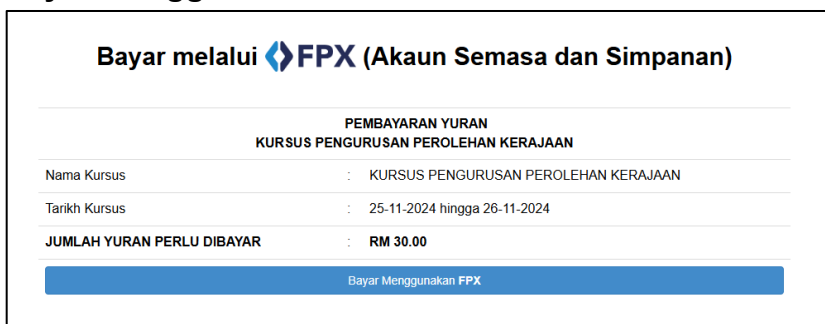 Bayar melalui FPX (Akaun Semasa dan Simpanan)
PEMBAYARAN YURAN
KURSUS PENGURUSAN PEROLEHAN KERAJAAN
Nama Kursus : KURSUS PENGURUSAN PEROLEHAN KERAJAAN
Tarikh Kursus : 25-11-2024 hingga 26-11-2024
JUMLAH YURAN PERLU DIBAYAR : RM 30.00
Bayar Menggunakan FPX